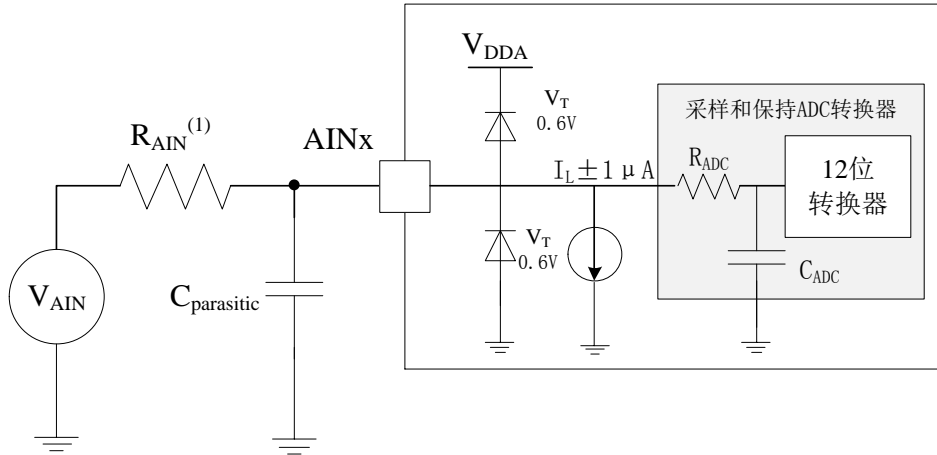 V_DDA
V_T
0.6V
采样和保持ADC转换器
R_AIN^(1)
AINx
I_L±1μA
R_ADC
12位
转换器
V_T
0.6V
V_AIN
C_parasitic
C_ADC